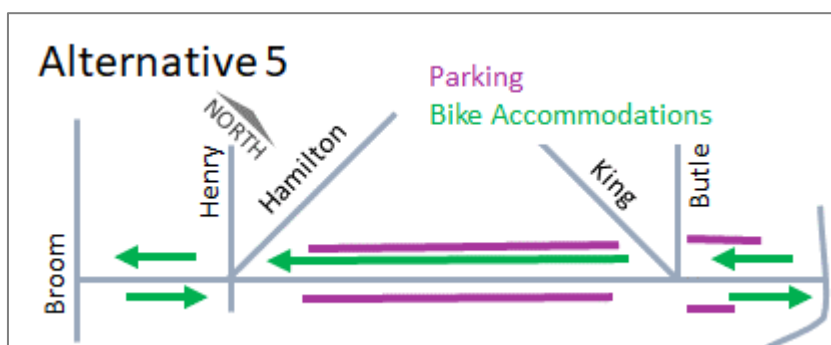 Alternative 5
Parking
Bike Accommodations
NORTH
Henry
Hamilton
King
Butle
Broom